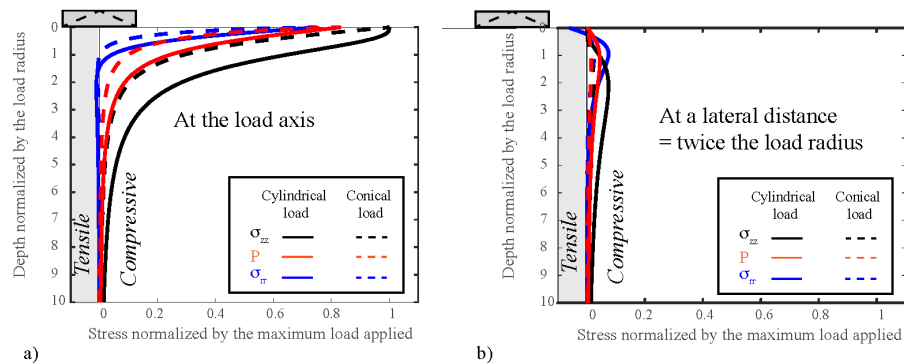 Depth normalized by the load radius
0
1
2
3
4
5
6
7
8
9
10
At the load axis
Tensile
Compressive
Cylindrical load
Conical load
σzz
P
σrr
0 0.2 0.4 0.6 0.8 1
Stress normalized by the maximum load applied
a)
Depth normalized by the load radius
0
1
2
3
4
5
6
7
8
9
10
At a lateral distance
= twice the load radius
Tensile
Compressive
Cylindrical load
Conical load
σzz
P
σrr
0 0.2 0.4 0.6 0.8 1
Stress normalized by the maximum load applied
b)